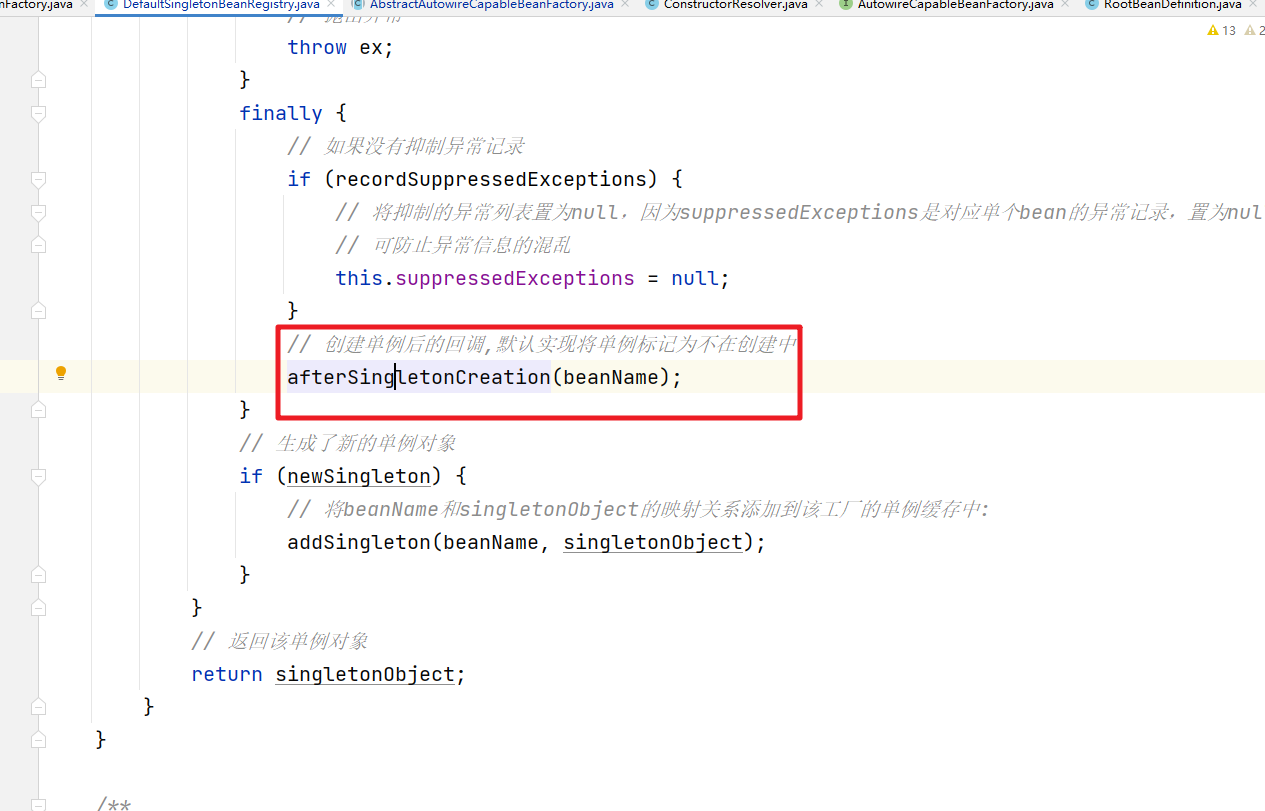 nFactory.java DefaultSingletonBeanRegistry.java AbstractAutowireCapableBeanFactory.java ConstructorResolver.java AutowireCapableBeanFactory.java RootBeanDefinition.java
// 抛出异常
13 2
throw ex;
}
finally {
// 如果没有抑制异常记录
if (recordSuppressedExceptions) {
// 将抑制的异常列表置为null，因为suppressedExceptions是对应单个bean的异常记录，置为nul
// 可防止异常信息的混乱
this.suppressedExceptions = null;
}
// 创建单例后的回调,默认实现将单例标记为不在创建中
afterSingletonCreation(beanName);
}
// 生成了新的单例对象
if (newSingleton) {
// 将beanName和singletonObject的映射关系添加到该工厂的单例缓存中:
addSingleton(beanName, singletonObject);
}
}
// 返回该单例对象
return singletonObject;
}
}
/**